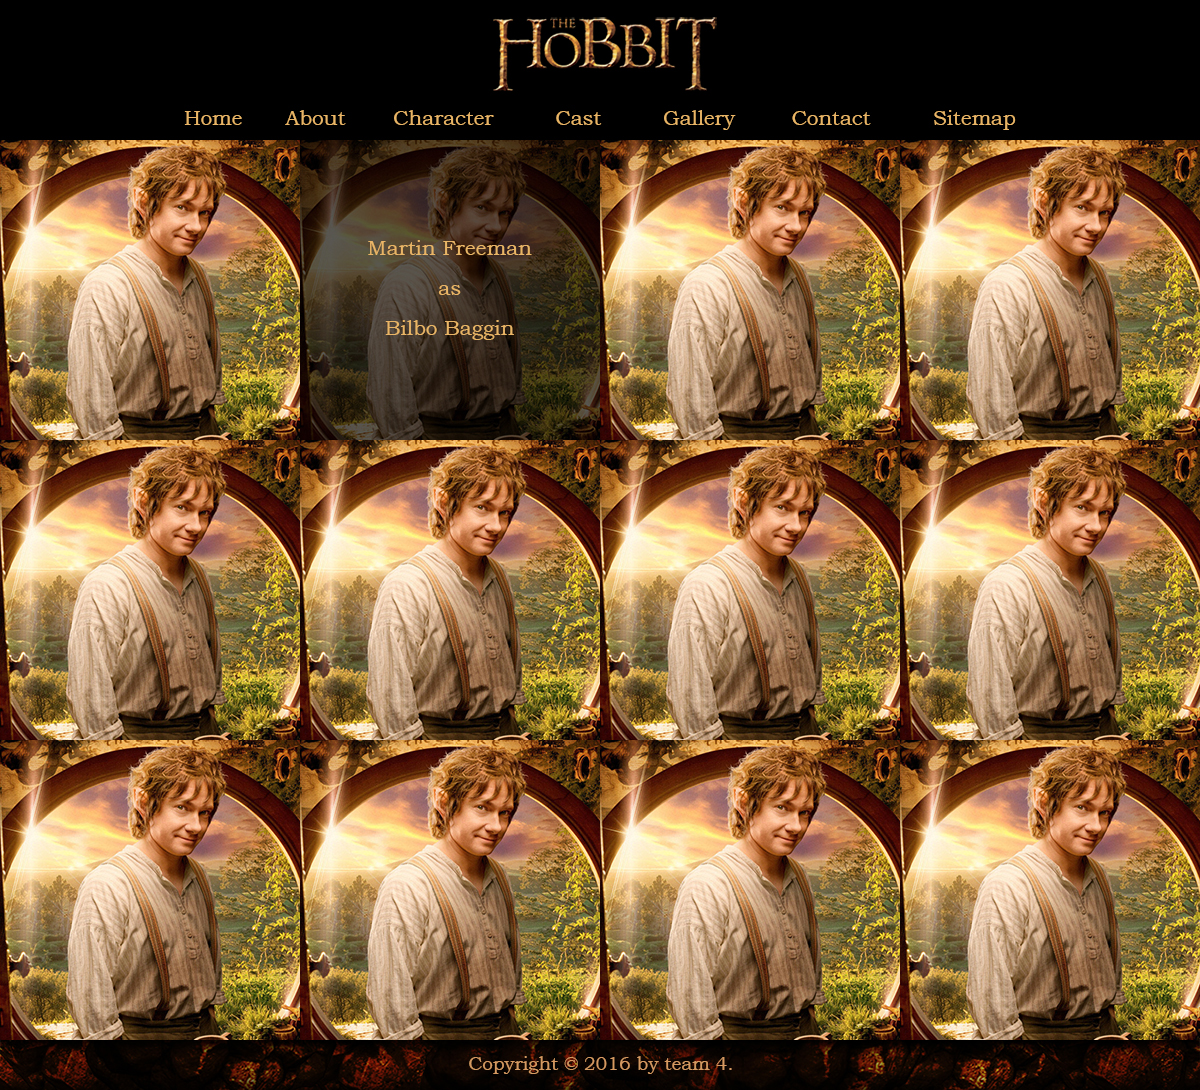 THE
HOBBIT
Home About Character Cast Gallery Contact Sitemap
Martin Freeman
as
Bilbo Baggin
Copyright © 2016 by team 4.